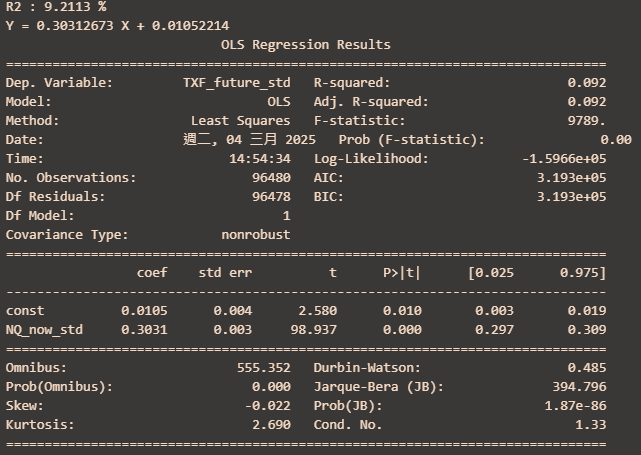 R2 : 9.2113 %
Y = 0.30312673 X + 0.01052214
                            OLS Regression Results
==============================================================================
Dep. Variable:         TXF_future_std   R-squared:                       0.092
Model:                            OLS   Adj. R-squared:                  0.092
Method:                 Least Squares   F-statistic:                     9789.
Date:                週二, 04 三月 2025   Prob (F-statistic):               0.00
Time:                        14:54:34   Log-Likelihood:            -1.5966e+05
No. Observations:               96480   AIC:                         3.193e+05
Df Residuals:                   96478   BIC:                         3.193e+05
Df Model:                           1
Covariance Type:            nonrobust
==============================================================================
                 coef    std err          t      P>|t|      [0.025      0.975]
------------------------------------------------------------------------------
const          0.0105      0.004      2.580      0.010       0.003       0.019
NQ_now_std     0.3031      0.003     98.937      0.000       0.297       0.309
==============================================================================
Omnibus:                      555.352   Durbin-Watson:                   0.485
Prob(Omnibus):                  0.000   Jarque-Bera (JB):              394.796
Skew:                          -0.022   Prob(JB):                     1.87e-86
Kurtosis:                       2.690   Cond. No.                         1.33
==============================================================================